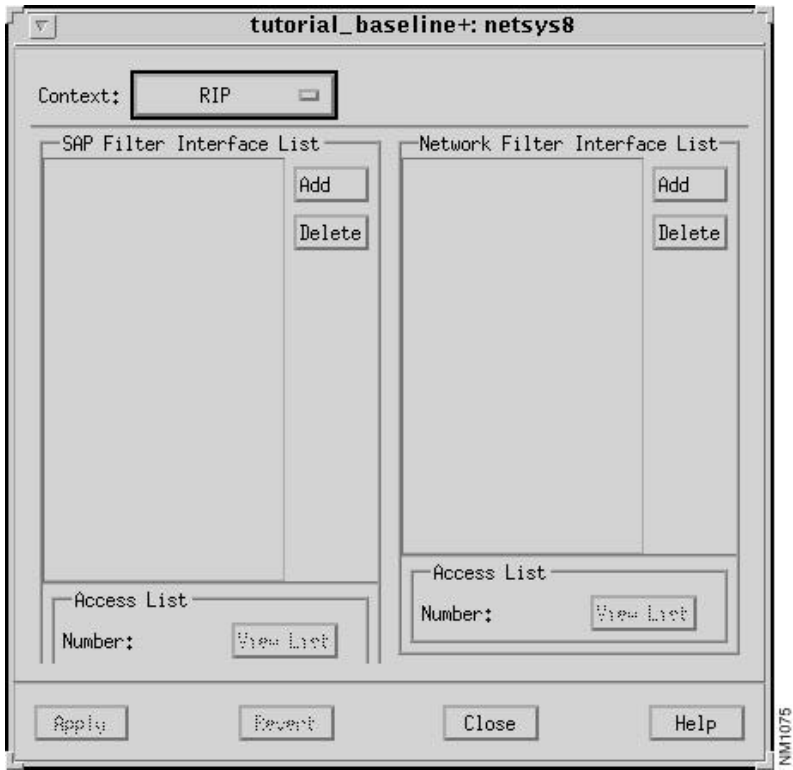 tutorial_baseline+: netsys8
Context: RIP
SAP Filter Interface List
Add
Delete
Access List
Number: View List
Network Filter Interface List
Add
Delete
Access List
Number: View List
Apply Revert Close Help
NM1075